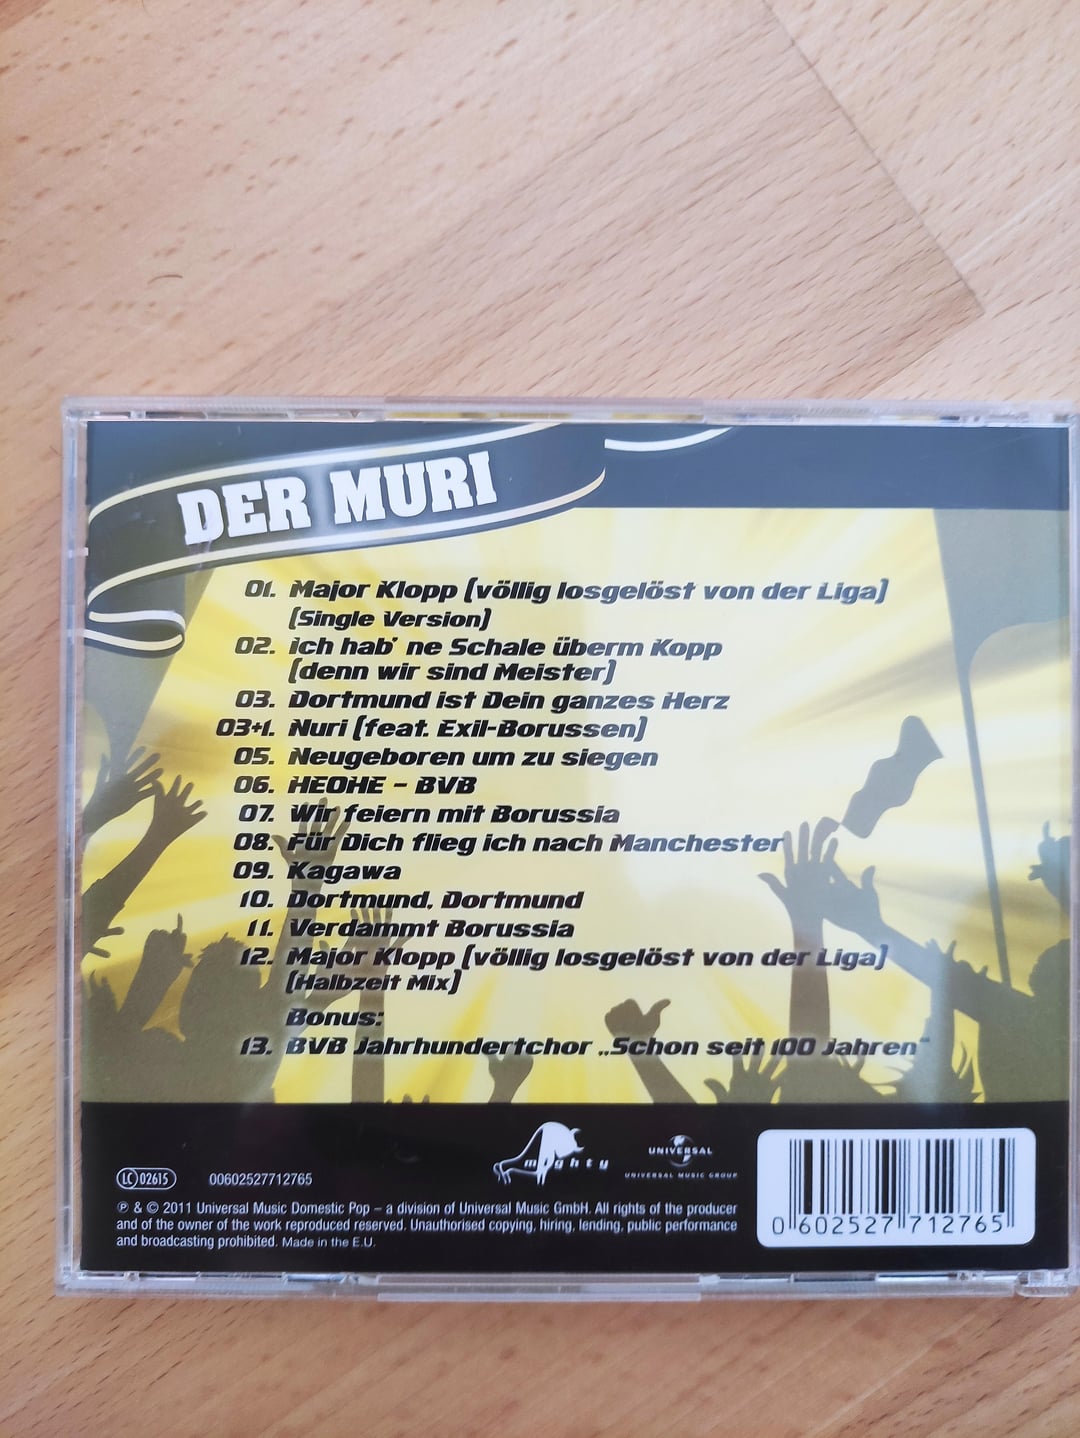 DER MURI
01. Major Klopp (völlig losgelöst von der Liga)
(Single Version)
02. Ich hab' ne Schale überm Kopp
(denn wir sind Meister)
03. Dortmund ist Dein ganzes Herz
03+1. Nuri (feat. Exil-Borussen)
05. Neugeboren um zu siegen
06. HEOHE - BVB
07. Wir feiern mit Borussia
08. Für Dich flieg ich nach Manchester
09. Kagawa
10. Dortmund, Dortmund
11. Verdammt Borussia
12. Major Klopp (völlig losgelöst von der Liga)
(Halbzeit Mix)
Bonus:
13. BVB Jahrhundertchor „Schon seit 100 Jahren“
mighty
UNIVERSAL
UNIVERSAL MUSIC GROUP
LC 02615 00602527712765
℗ & © 2011 Universal Music Domestic Pop – a division of Universal Music GmbH. All rights of the producer
and of the owner of the work reproduced reserved. Unauthorised copying, hiring, lending, public performance
and broadcasting prohibited. Made in the E.U.
0 602527 712765